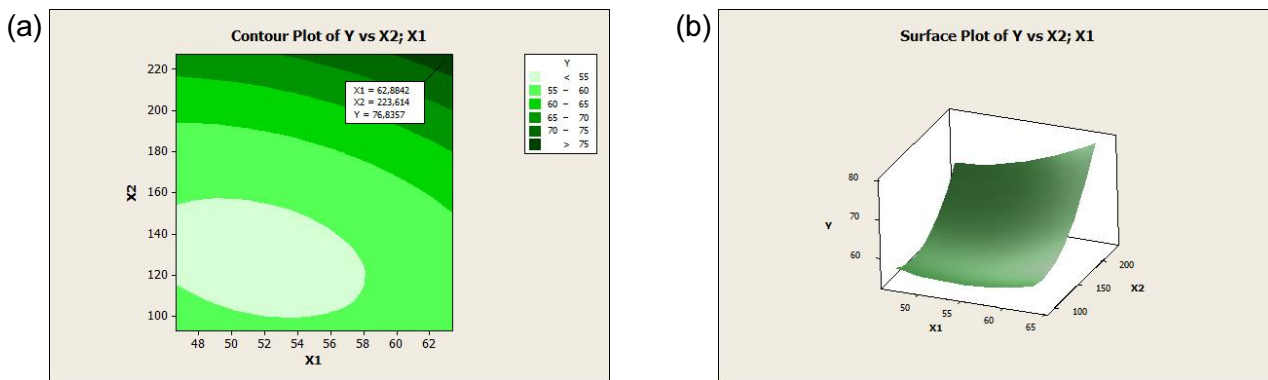 (a)
Contour Plot of Y vs X2; X1
220
200
180
160
140
120
100
X2
48 50 52 54 56 58 60 62
X1
X1 = 62,8842
X2 = 223,614
Y = 76,8357
Y
< 55
55 – 60
60 – 65
65 – 70
70 – 75
> 75
(b)
Surface Plot of Y vs X2; X1
80
70
60
Y
50
55
60
65
X1
100
150
200
X2